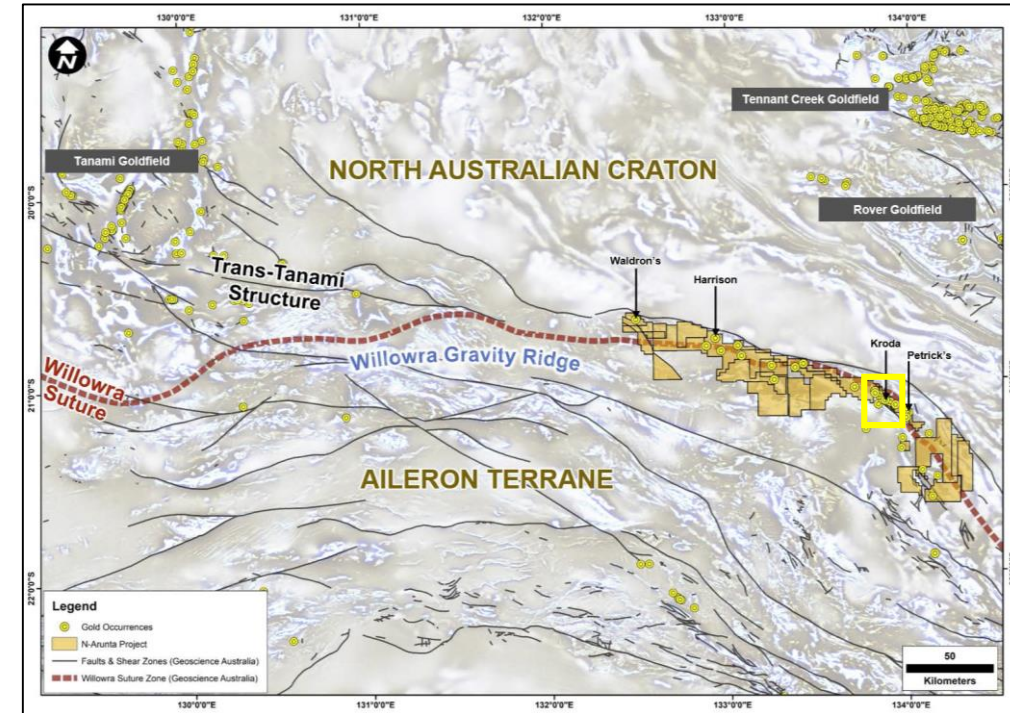 130°0'0"E
131°0'0"E
132°0'0"E
133°0'0"E
134°0'0"E
N
Tennant Creek Goldfield
Tanami Goldfield
NORTH AUSTRALIAN CRATON
20°0'0"S
Rover Goldfield
Trans-Tanami
Structure
Waldron's
Harrison
Kroda
Petrick's
Willowra Gravity Ridge
Willowra
Suture
21°0'0"S
AILERON TERRANE
22°0'0"S
Legend
Gold Occurrences
N-Arunta Project
Faults & Shear Zones (Geoscience Australia)
Willowra Suture Zone (Geoscience Australia)
50
Kilometers
130°0'0"E
131°0'0"E
132°0'0"E
133°0'0"E
134°0'0"E